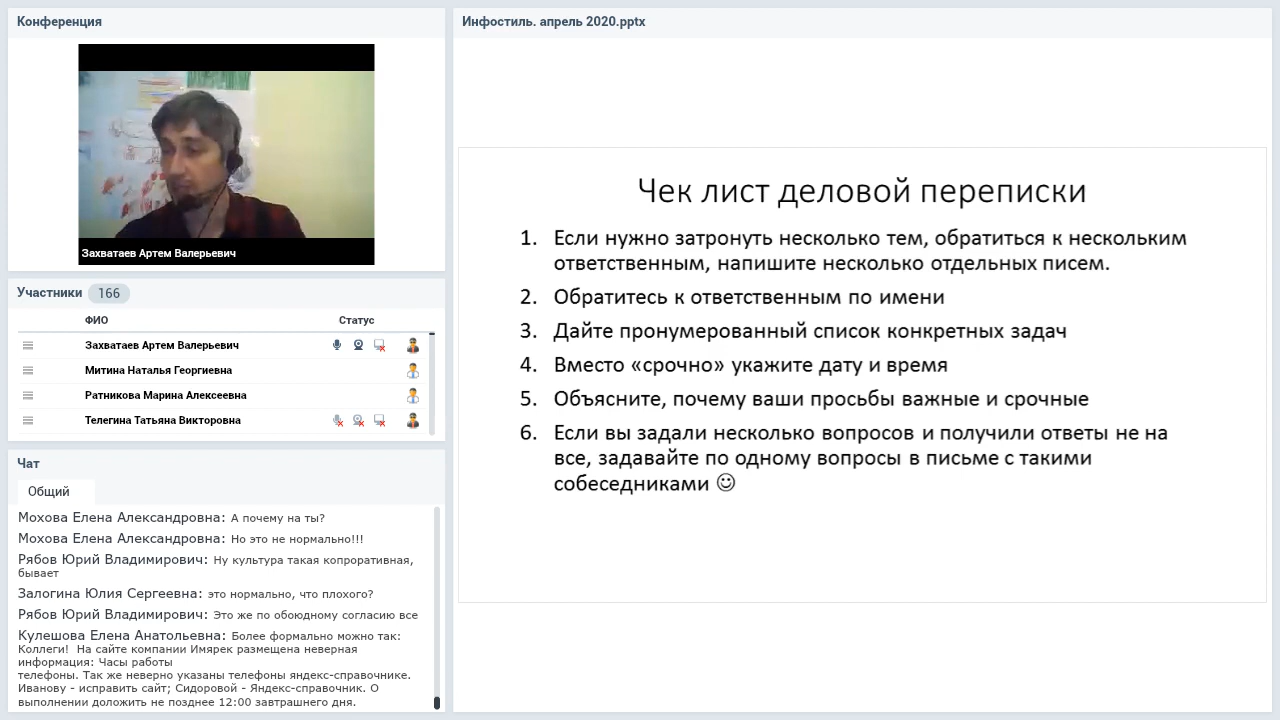 Конференция
Захватаев Артем Валерьевич
Участники 166
ФИО Статус
Захватаев Артем Валерьевич
Митина Наталья Георгиевна
Ратникова Марина Алексеевна
Телегина Татьяна Викторовна
Чат
Общий
Мохова Елена Александровна: А почему на ты?
Мохова Елена Александровна: Но это не нормально!!!
Рябов Юрий Владимирович: Ну культура такая копроративная,
бывает
Залогина Юлия Сергеевна: это нормально, что плохого?
Рябов Юрий Владимирович: Это же по обоюдному согласию все
Кулешова Елена Анатольевна: Более формально можно так:
Коллеги!  На сайте компании Имярек размещена неверная
информация: Часы работы
телефоны. Так же неверно указаны телефоны яндекс-справочнике.
Иванову - исправить сайт; Сидоровой - Яндекс-справочник. О
выполнении доложить не позднее 12:00 завтрашнего дня.
Инфостиль. апрель 2020.pptx
Чек лист деловой переписки
1. Если нужно затронуть несколько тем, обратиться к нескольким
ответственным, напишите несколько отдельных писем.
2. Обратитесь к ответственным по имени
3. Дайте пронумерованный список конкретных задач
4. Вместо «срочно» укажите дату и время
5. Объясните, почему ваши просьбы важные и срочные
6. Если вы задали несколько вопросов и получили ответы не на
все, задавайте по одному вопросы в письме с такими
собеседниками ☺